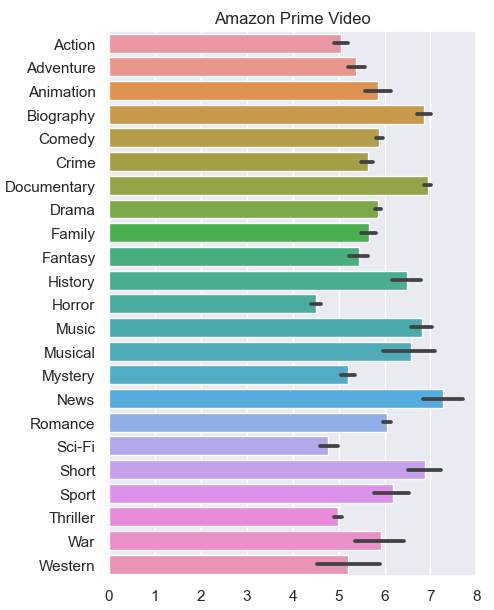 Amazon Prime Video
Action
Adventure
Animation
Biography
Comedy
Crime
Documentary
Drama
Family
Fantasy
History
Horror
Music
Musical
Mystery
News
Romance
Sci-Fi
Short
Sport
Thriller
War
Western
0 1 2 3 4 5 6 7 8